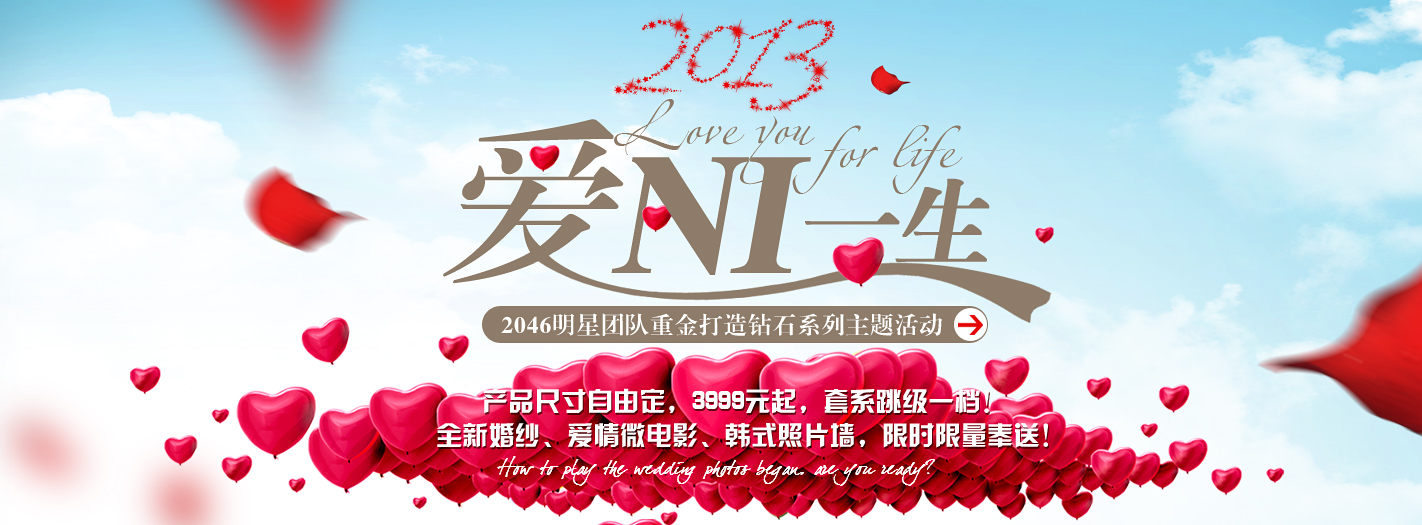 2013
Love you for life
爱NI一生
2046明星团队重金打造钻石系列主题活动
产品尺寸自由定，3999元起，套系跳级一档！
全新婚纱、爱情微电影、韩式照片墙，限时限量奉送！
How to play the wedding photos began. are you ready?